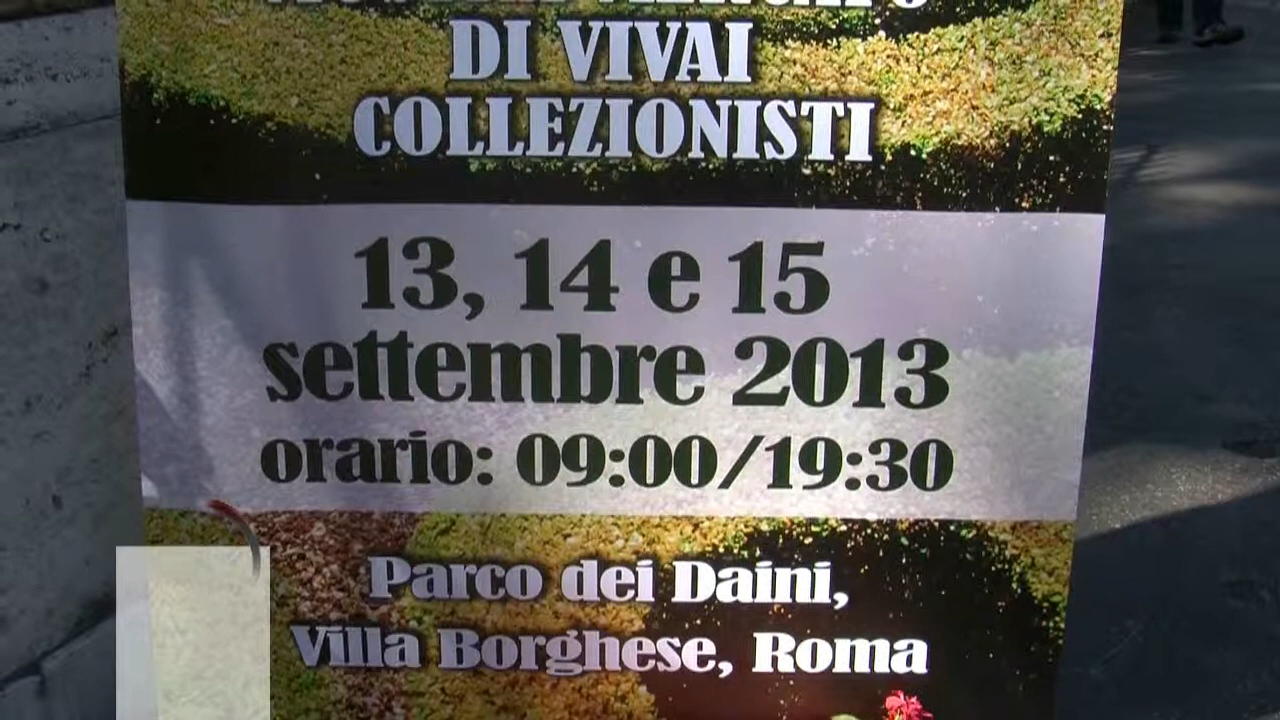 DI VIVAI
COLLEZIONISTI
13, 14 e 15
settembre 2013
orario: 09:00/19:30
Parco dei Daini,
Villa Borghese, Roma